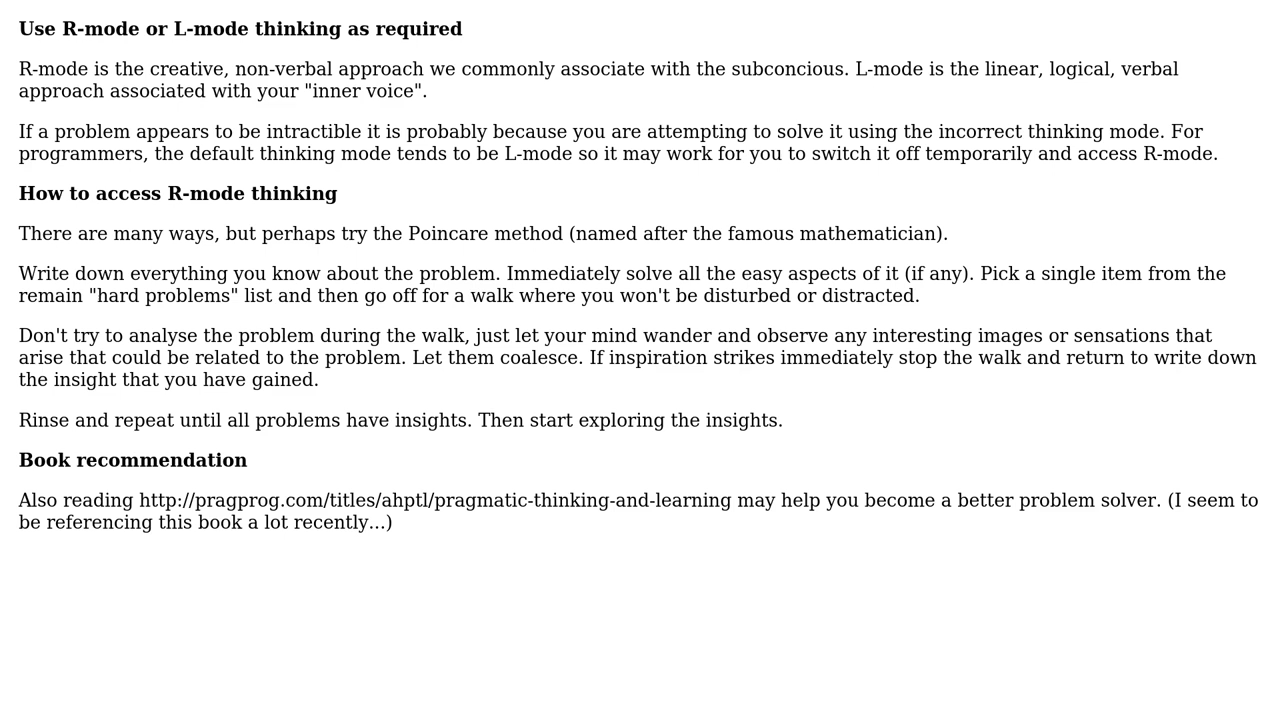 Use R-mode or L-mode thinking as required
R-mode is the creative, non-verbal approach we commonly associate with the subconcious. L-mode is the linear, logical, verbal
approach associated with your "inner voice".
If a problem appears to be intractible it is probably because you are attempting to solve it using the incorrect thinking mode. For
programmers, the default thinking mode tends to be L-mode so it may work for you to switch it off temporarily and access R-mode.
How to access R-mode thinking
There are many ways, but perhaps try the Poincare method (named after the famous mathematician).
Write down everything you know about the problem. Immediately solve all the easy aspects of it (if any). Pick a single item from the
remain "hard problems" list and then go off for a walk where you won't be disturbed or distracted.
Don't try to analyse the problem during the walk, just let your mind wander and observe any interesting images or sensations that
arise that could be related to the problem. Let them coalesce. If inspiration strikes immediately stop the walk and return to write down
the insight that you have gained.
Rinse and repeat until all problems have insights. Then start exploring the insights.
Book recommendation
Also reading http://pragprog.com/titles/ahptl/pragmatic-thinking-and-learning may help you become a better problem solver. (I seem to
be referencing this book a lot recently...)